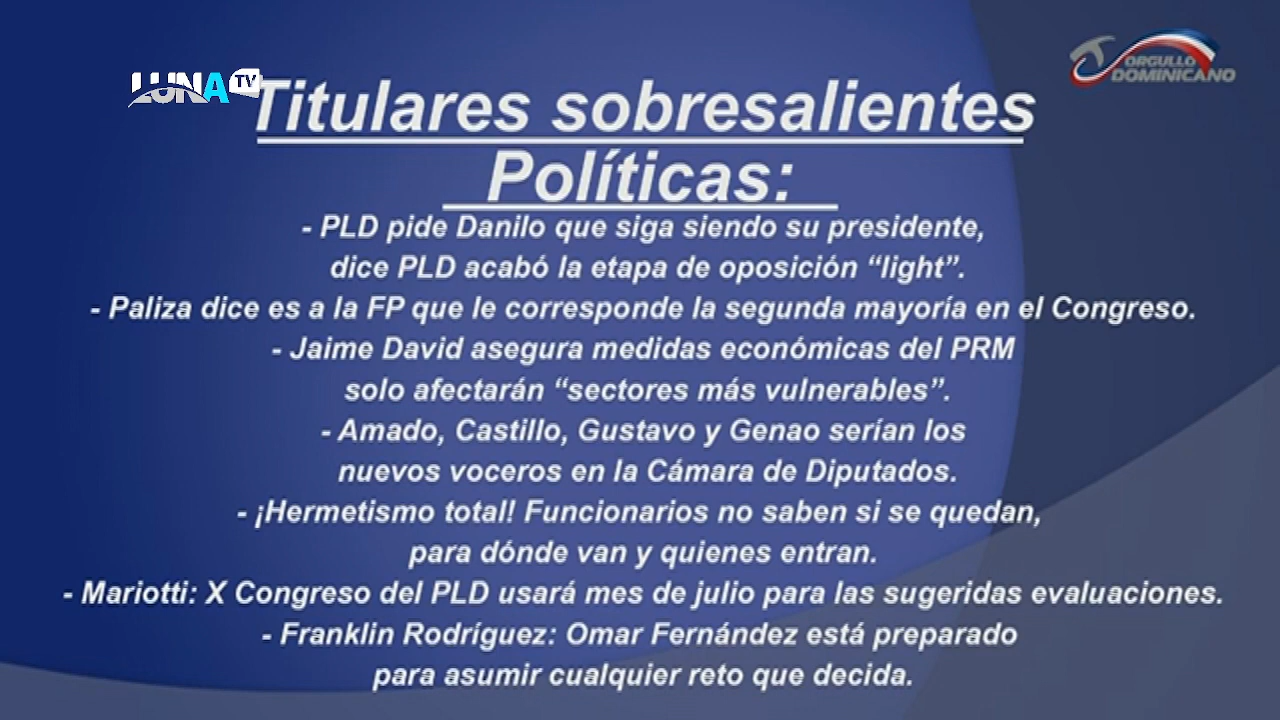 LUNA TV
ORGULLO
DOMINICANO
Titulares sobresalientes
Políticas:
- PLD pide Danilo que siga siendo su presidente,
dice PLD acabó la etapa de oposición “light”.
- Paliza dice es a la FP que le corresponde la segunda mayoría en el Congreso.
- Jaime David asegura medidas económicas del PRM
solo afectarán “sectores más vulnerables”.
- Amado, Castillo, Gustavo y Genao serían los
nuevos voceros en la Cámara de Diputados.
- ¡Hermetismo total! Funcionarios no saben si se quedan,
para dónde van y quienes entran.
- Mariotti: X Congreso del PLD usará mes de julio para las sugeridas evaluaciones.
- Franklin Rodríguez: Omar Fernández está preparado
para asumir cualquier reto que decida.